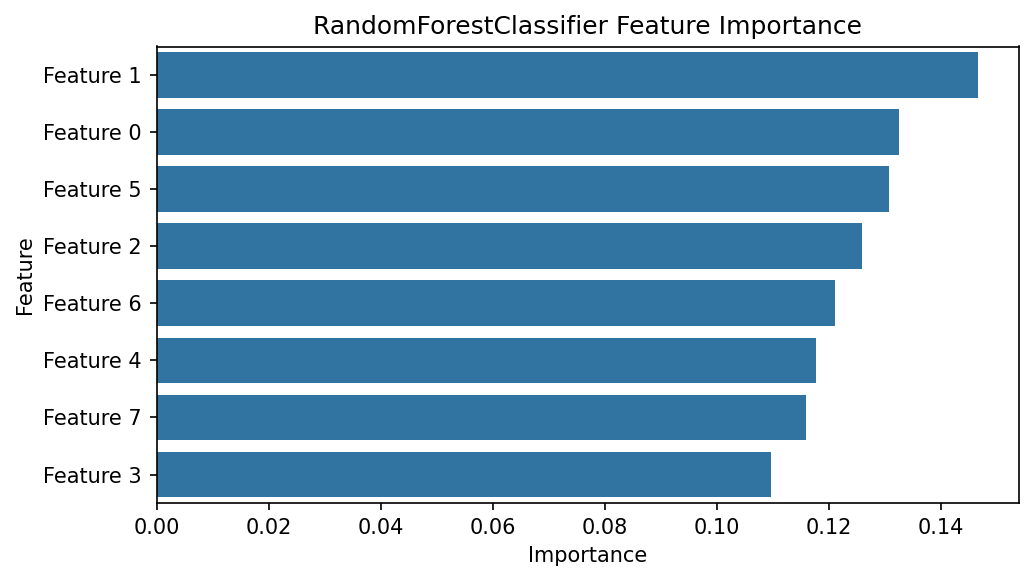 RandomForestClassifier Feature Importance
Feature 1
Feature 0
Feature 5
Feature 2
Feature 6
Feature 4
Feature 7
Feature 3
Feature
0.00 0.02 0.04 0.06 0.08 0.10 0.12 0.14
Importance